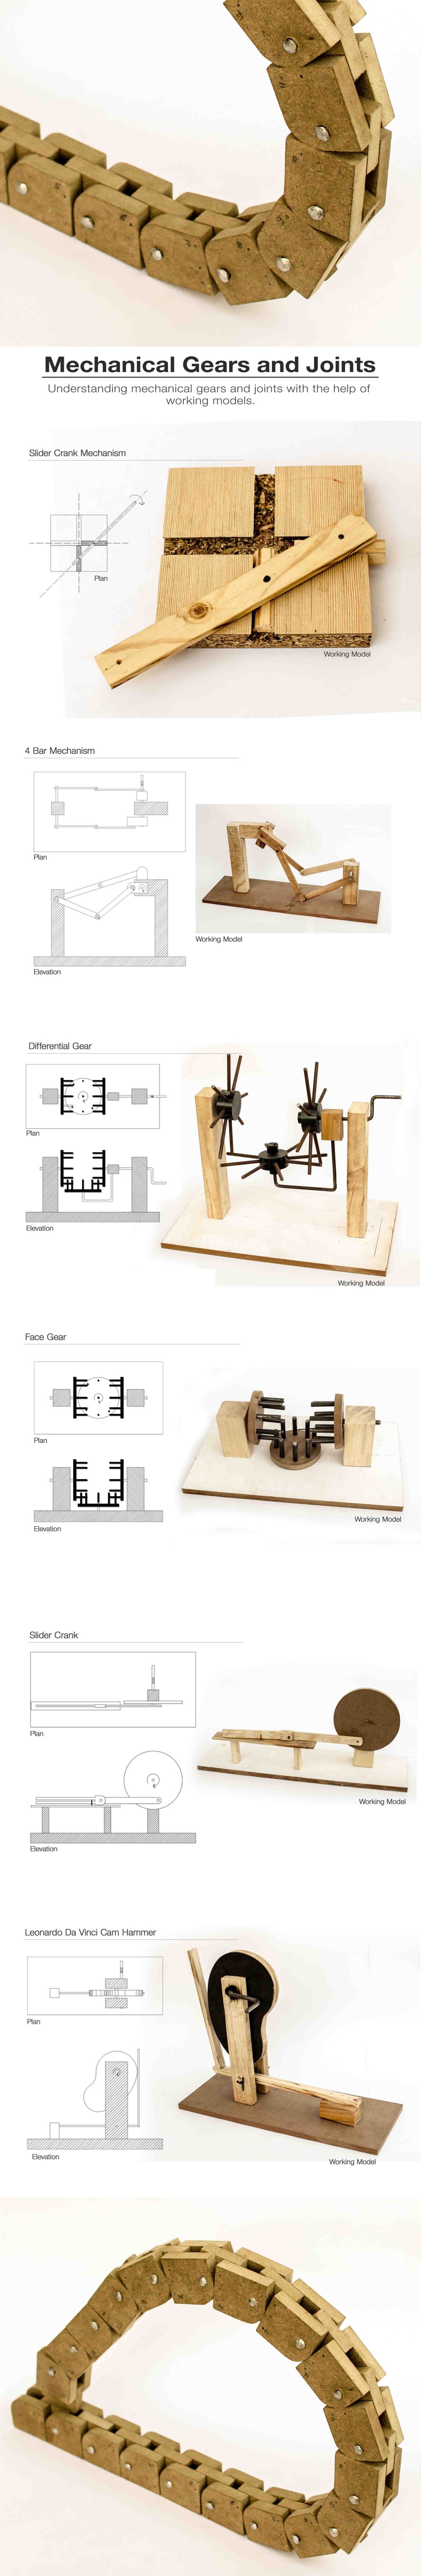 Mechanical Gears and Joints
Understanding mechanical gears and joints with the help of
working models.
Slider Crank Mechanism
Plan
Working Model
4 Bar Mechanism
Plan
Working Model
Elevation
Differential Gear
Plan
Elevation
Working Model
Face Gear
Plan
Working Model
Elevation
Slider Crank
Plan
Working Model
Elevation
Leonardo Da Vinci Cam Hammer
Plan
Elevation
Working Model